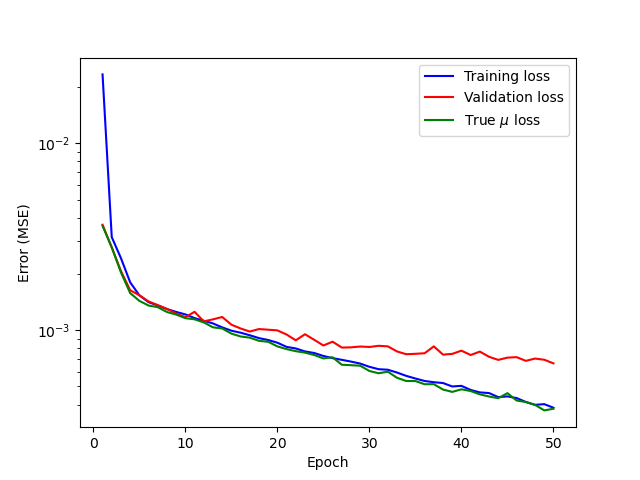 Training loss
Validation loss
True μ loss
10⁻²
10⁻³
Error (MSE)
0 10 20 30 40 50
Epoch